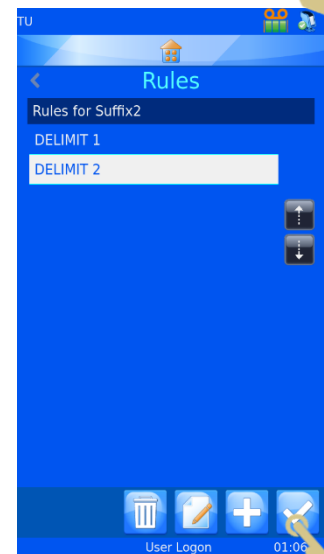 TU
Rules
Rules for Suffix2
DELIMIT 1
DELIMIT 2
User Logon 01:06